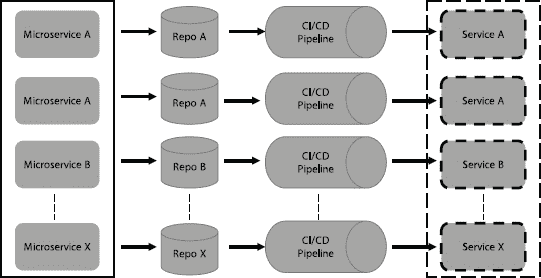 Microservice A
Repo A
CI/CD
Pipeline
Service A
Microservice A
Repo A
CI/CD
Pipeline
Service A
Microservice B
Repo B
CI/CD
Pipeline
Service B
Microservice X
Repo X
CI/CD
Pipeline
Service X